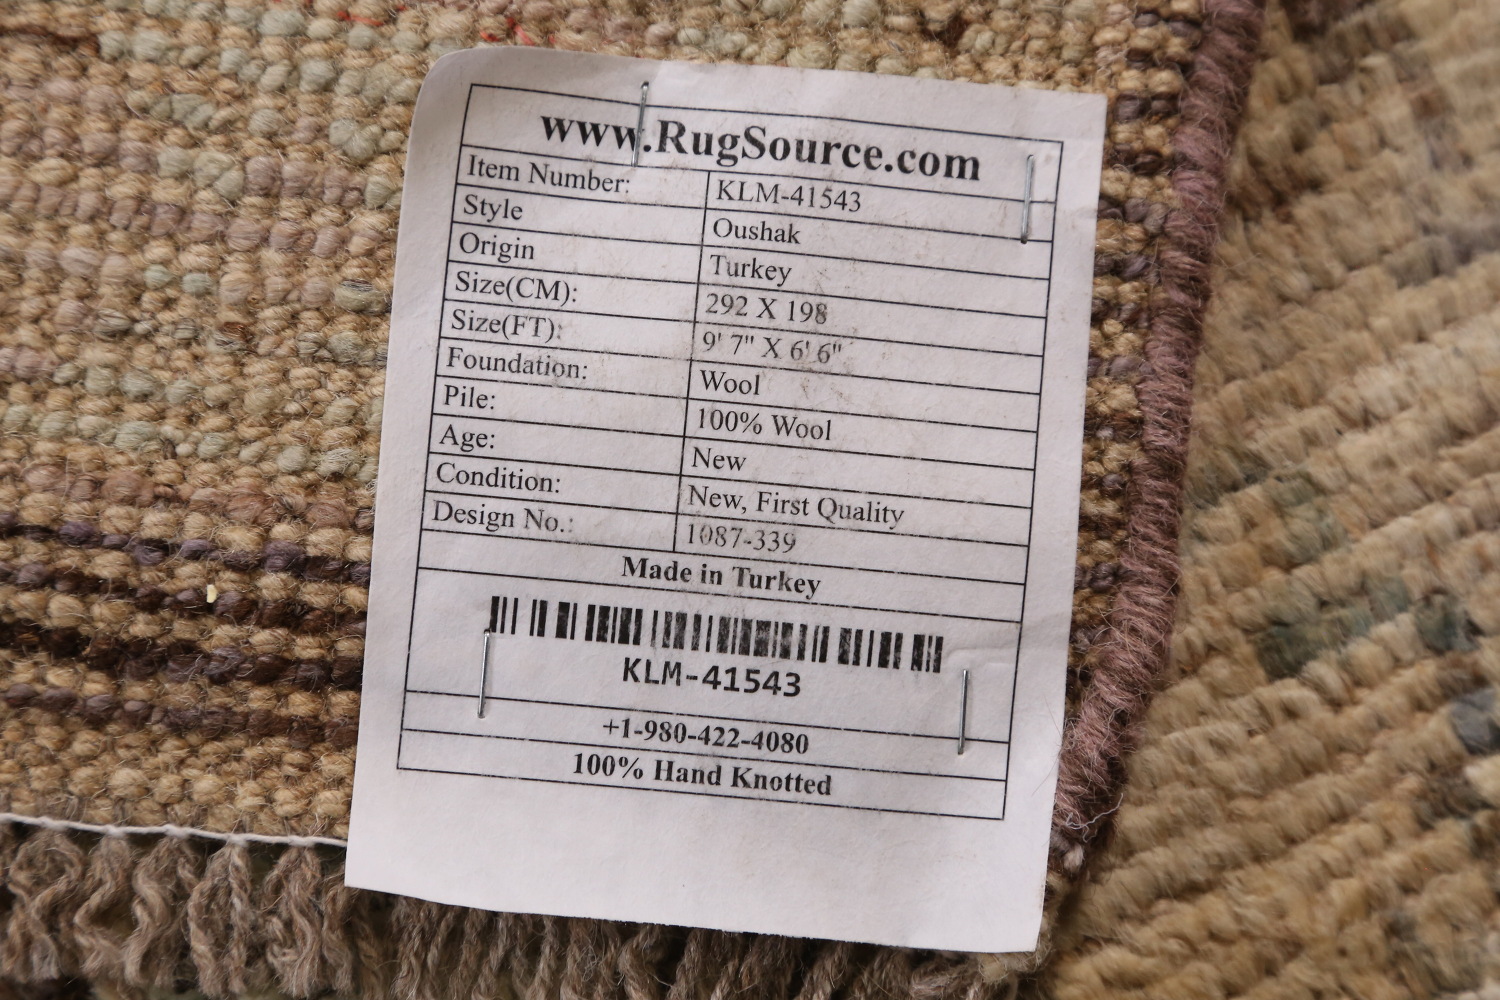 www.RugSource.com
Item Number: KLM-41543
Style Oushak
Origin Turkey
Size(CM): 292 X 198
Size(FT): 9' 7" X 6' 6"
Foundation: Wool
Pile: 100% Wool
Age: New
Condition: New, First Quality
Design No.: 1087-339
Made in Turkey
KLM-41543
+1-980-422-4080
100% Hand Knotted